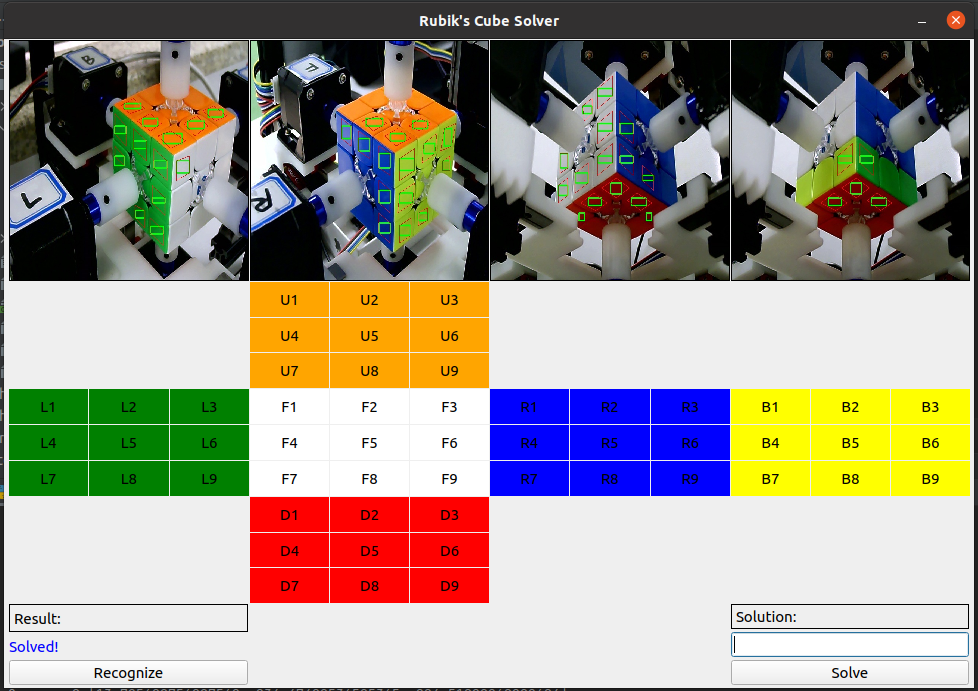 Rubik's Cube Solver
B
L
F
R
U1 U2 U3
U4 U5 U6
U7 U8 U9
L1 L2 L3 F1 F2 F3 R1 R2 R3 B1 B2 B3
L4 L5 L6 F4 F5 F6 R4 R5 R6 B4 B5 B6
L7 L8 L9 F7 F8 F9 R7 R8 R9 B7 B8 B9
D1 D2 D3
D4 D5 D6
D7 D8 D9
Result:
Solution:
Solved!
Recognize
Solve